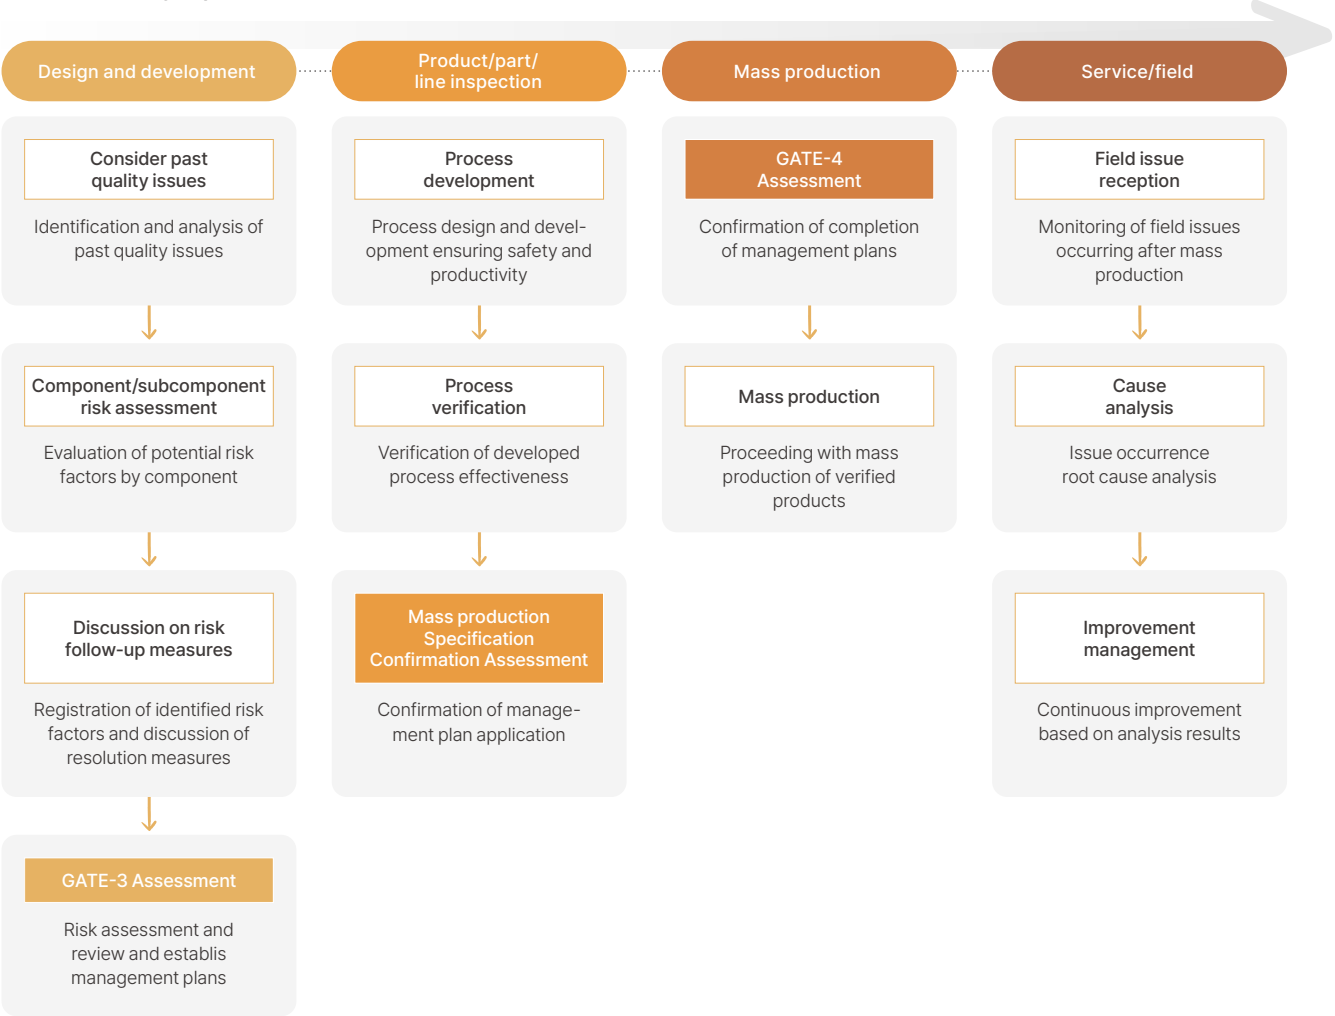 Design and development
Product/part/
line inspection
Mass production
Service/field
Consider past
quality issues
Identification and analysis of
past quality issues
Component/subcomponent
risk assessment
Evaluation of potential risk
factors by component
Discussion on risk
follow-up measures
Registration of identified risk
factors and discussion of
resolution measures
GATE-3 Assessment
Risk assessment and
review and establis
management plans
Process
development
Process design and devel-
opment ensuring safety and
productivity
Process
verification
Verification of developed
process effectiveness
Mass production
Specification
Confirmation Assessment
Confirmation of manage-
ment plan application
GATE-4
Assessment
Confirmation of completion
of management plans
Mass production
Proceeding with mass
production of verified
products
Field issue
reception
Monitoring of field issues
occurring after mass
production
Cause
analysis
Issue occurrence
root cause analysis
Improvement
management
Continuous improvement
based on analysis results